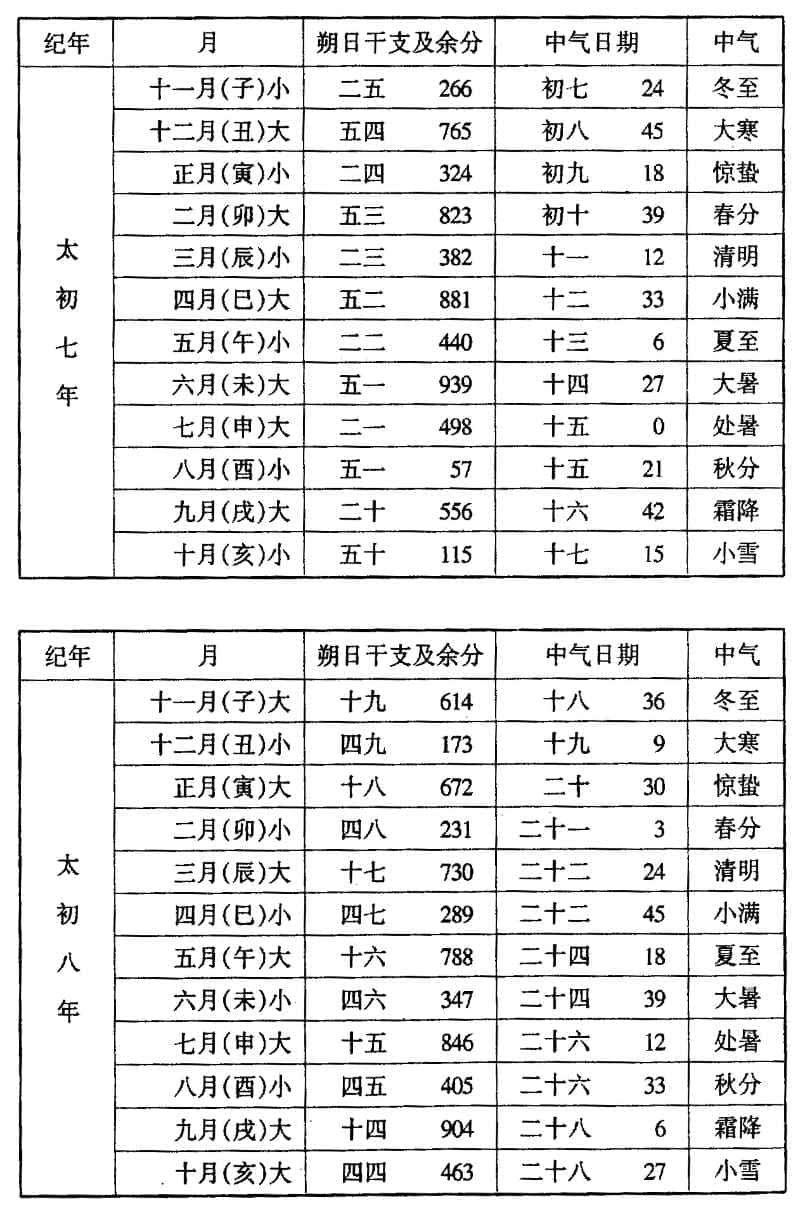 纪年 月 朔日干支及余分 中气日期 中气
太初七年
十一月(子)小 二五 266 初七 24 冬至
十二月(丑)大 五四 765 初八 45 大寒
正月(寅)小 二四 324 初九 18 惊蛰
二月(卯)大 五三 823 初十 39 春分
三月(辰)小 二三 382 十一 12 清明
四月(巳)大 五二 881 十二 33 小满
五月(午)小 二二 440 十三 6 夏至
六月(未)大 五一 939 十四 27 大暑
七月(申)大 二一 498 十五 0 处暑
八月(酉)小 五一 57 十五 21 秋分
九月(戌)大 二十 556 十六 42 霜降
十月(亥)小 五十 115 十七 15 小雪
纪年 月 朔日干支及余分 中气日期 中气
太初八年
十一月(子)大 十九 614 十八 36 冬至
十二月(丑)小 四九 173 十九 9 大寒
正月(寅)大 十八 672 二十 30 惊蛰
二月(卯)小 四八 231 二十一 3 春分
三月(辰)大 十七 730 二十二 24 清明
四月(巳)小 四七 289 二十二 45 小满
五月(午)大 十六 788 二十四 18 夏至
六月(未)小 四六 347 二十四 39 大暑
七月(申)大 十五 846 二十六 12 处暑
八月(酉)小 四五 405 二十六 33 秋分
九月(戌)大 十四 904 二十八 6 霜降
十月(亥)大 四四 463 二十八 27 小雪